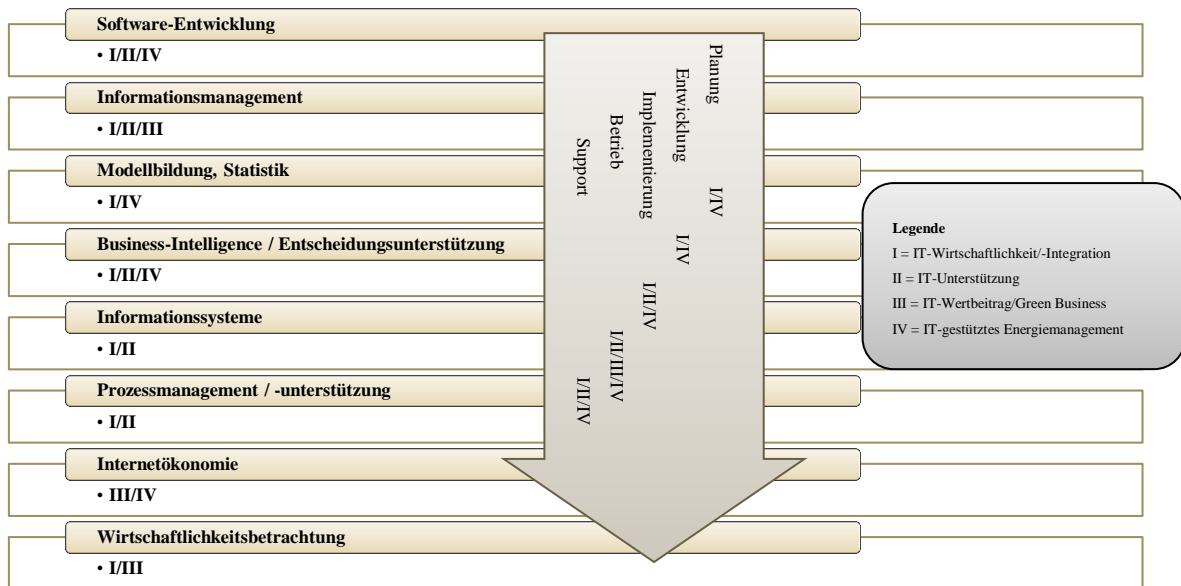 Software-Entwicklung
• I/II/IV
Informationsmanagement
• I/II/III
Modellbildung, Statistik
• I/IV
Business-Intelligence / Entscheidungsunterstützung
• I/II/IV
Informationssysteme
• I/II
Prozessmanagement / -unterstützung
• I/II
Internetökonomie
• III/IV
Wirtschaftlichkeitsbetrachtung
• I/III
Planung I/IV
Entwicklung I/IV
Implementierung I/II/IV
Betrieb I/II/III/IV
Support I/II/IV
Legende
I = IT-Wirtschaftlichkeit/-Integration
II = IT-Unterstützung
III = IT-Wertbeitrag/Green Business
IV = IT-gestütztes Energiemanagement